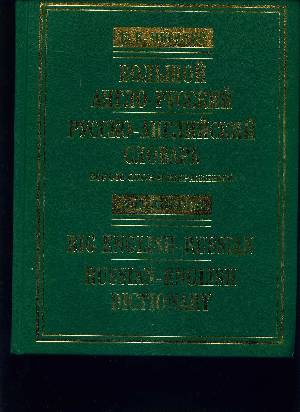 БОЛЬШОЙ
АНГЛО-РУССКИЙ
РУССКО-АНГЛИЙСКИЙ
СЛОВАРЬ
BIG ENGLISH-RUSSIAN
RUSSIAN-ENGLISH
DICTIONARY